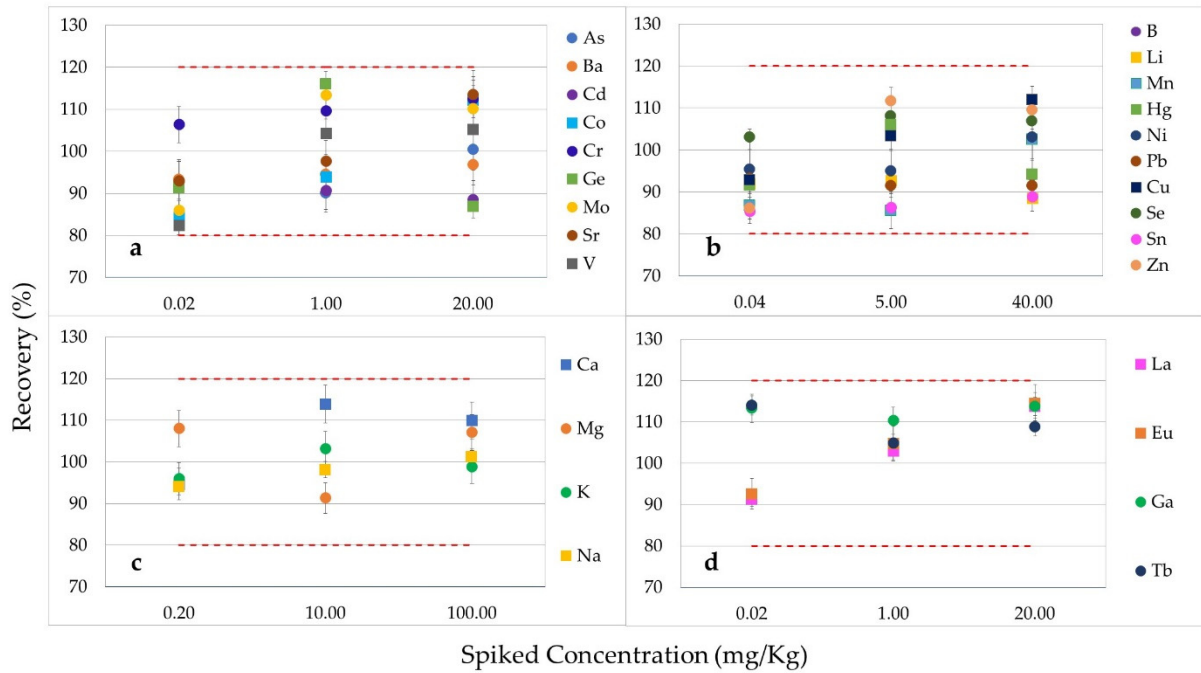 Recovery (%)
130
120
110
100
90
80
70
a
0.02
1.00
20.00
As
Ba
Cd
Co
Cr
Ge
Mo
Sr
V
130
120
110
100
90
80
70
b
0.04
5.00
40.00
B
Li
Mn
Hg
Ni
Pb
Cu
Se
Sn
Zn
130
120
110
100
90
80
70
c
0.20
10.00
100.00
Ca
Mg
K
Na
130
120
110
100
90
80
70
d
0.02
1.00
20.00
La
Eu
Ga
Tb
Spiked Concentration (mg/Kg)